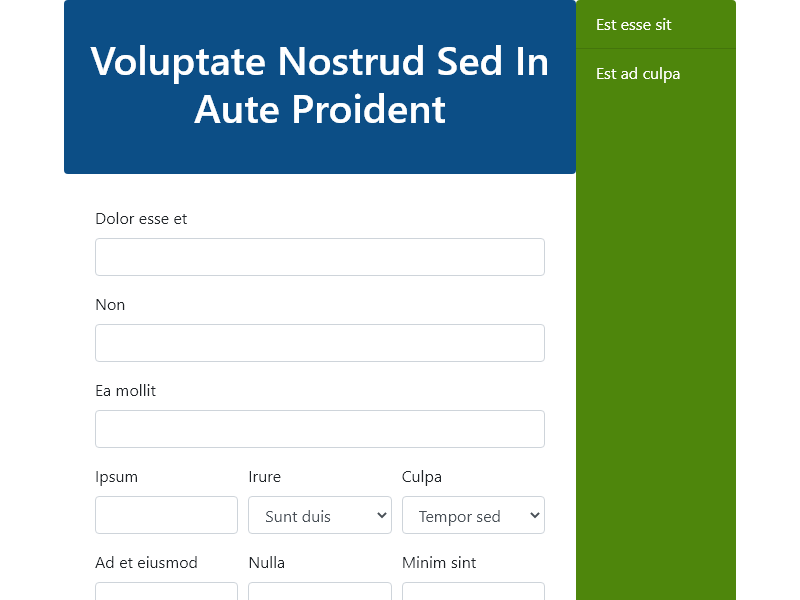 Voluptate Nostrud Sed In
Aute Proident
Est esse sit
Est ad culpa
Dolor esse et
Non
Ea mollit
Ipsum
Irure
Culpa
Sunt duis
Tempor sed
Ad et eiusmod
Nulla
Minim sint